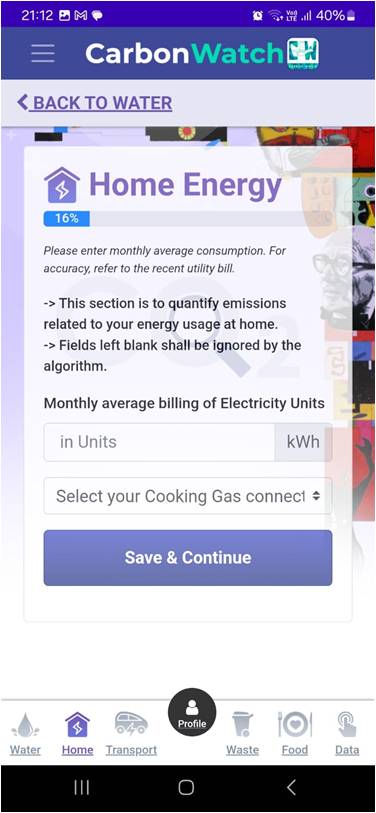 21:12 Vo) LTE 40%
CarbonWatch
BACK TO WATER
Home Energy
16%
Please enter monthly average consumption. For
accuracy, refer to the recent utility bill.
-> This section is to quantify emissions
related to your energy usage at home.
-> Fields left blank shall be ignored by the
algorithm.
Monthly average billing of Electricity Units
in Units kWh
Select your Cooking Gas connect
Save & Continue
Profile
Water Home Transport Waste Food Data